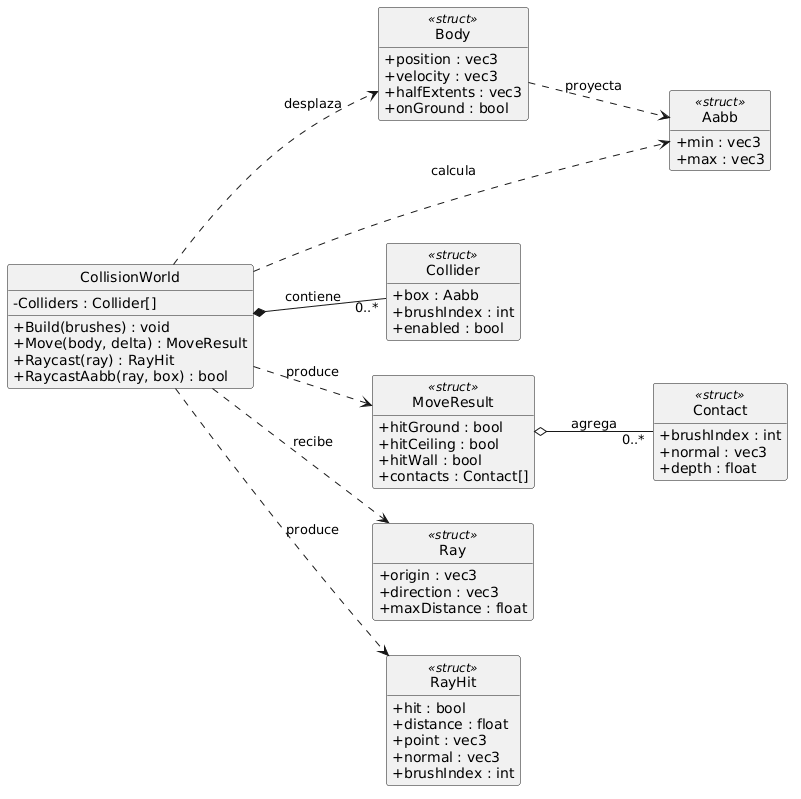 «struct»
Body
+position : vec3
+velocity : vec3
+halfExtents : vec3
+onGround : bool
proyecta
desplaza
«struct»
Aabb
+min : vec3
+max : vec3
calcula
CollisionWorld
-Colliders : Collider[]
+Build(brushes) : void
+Move(body, delta) : MoveResult
+Raycast(ray) : RayHit
+RaycastAabb(ray, box) : bool
contiene
0..*
«struct»
Collider
+box : Aabb
+brushIndex : int
+enabled : bool
produce
«struct»
MoveResult
+hitGround : bool
+hitCeiling : bool
+hitWall : bool
+contacts : Contact[]
agrega
0..*
«struct»
Contact
+brushIndex : int
+normal : vec3
+depth : float
recibe
«struct»
Ray
+origin : vec3
+direction : vec3
+maxDistance : float
produce
«struct»
RayHit
+hit : bool
+distance : float
+point : vec3
+normal : vec3
+brushIndex : int